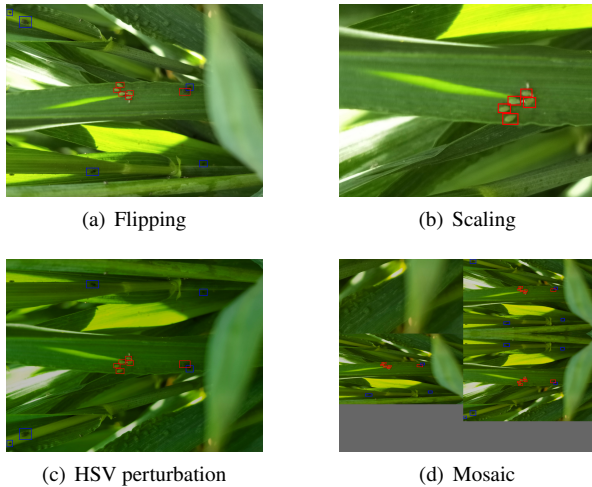 (a) Flipping
(b) Scaling
(c) HSV perturbation
(d) Mosaic